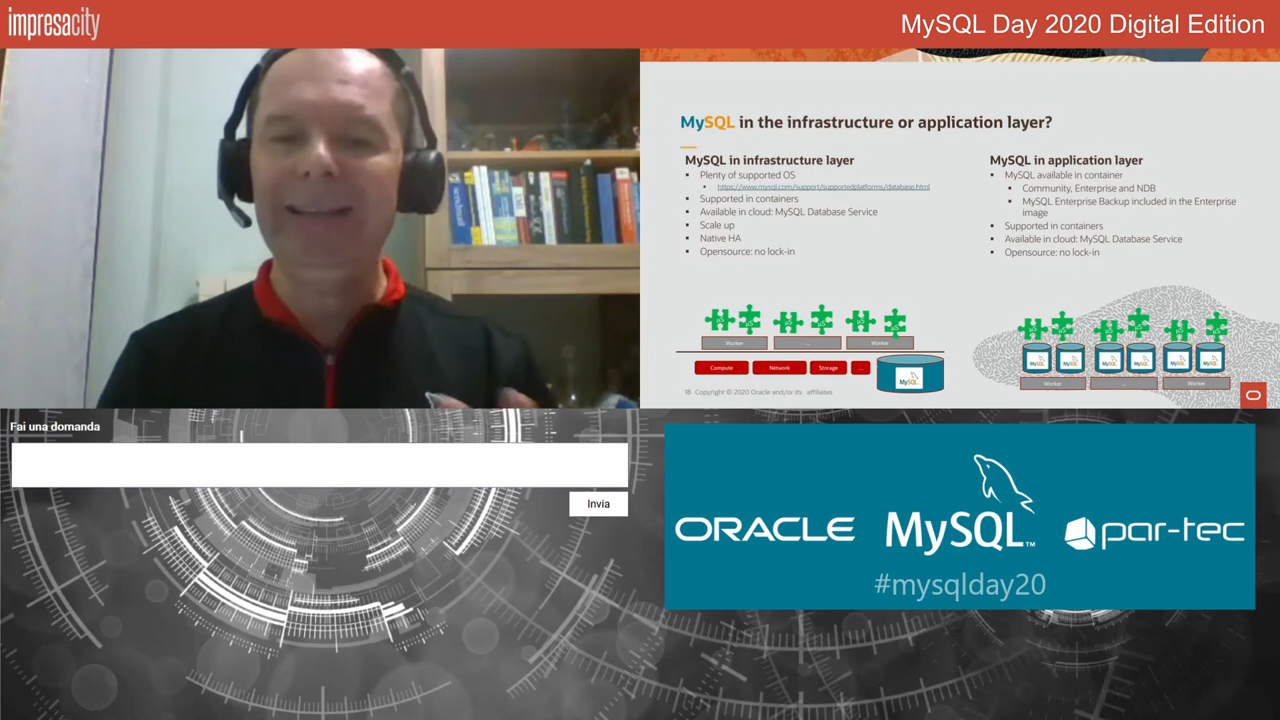 impresacity
MySQL Day 2020 Digital Edition
MySQL in the infrastructure or application layer?
MySQL in infrastructure layer
Plenty of supported OS
https://www.mysql.com/support/supportedplatforms/database.html
Supported in containers
Available in cloud: MySQL Database Service
Scale up
Native HA
Opensource: no lock-in
MySQL in application layer
MySQL available in container
Community, Enterprise and NDB
MySQL Enterprise Backup included in the Enterprise
image
Supported in containers
Available in cloud: MySQL Database Service
Opensource: no lock-in
Worker
...
Worker
Compute
Network
Storage
...
MySQL
Worker
...
Worker
18 Copyright © 2020 Oracle and/or its affiliates
Fai una domanda
Invia
ORACLE
MySQL™
par-tec
#mysqlday20